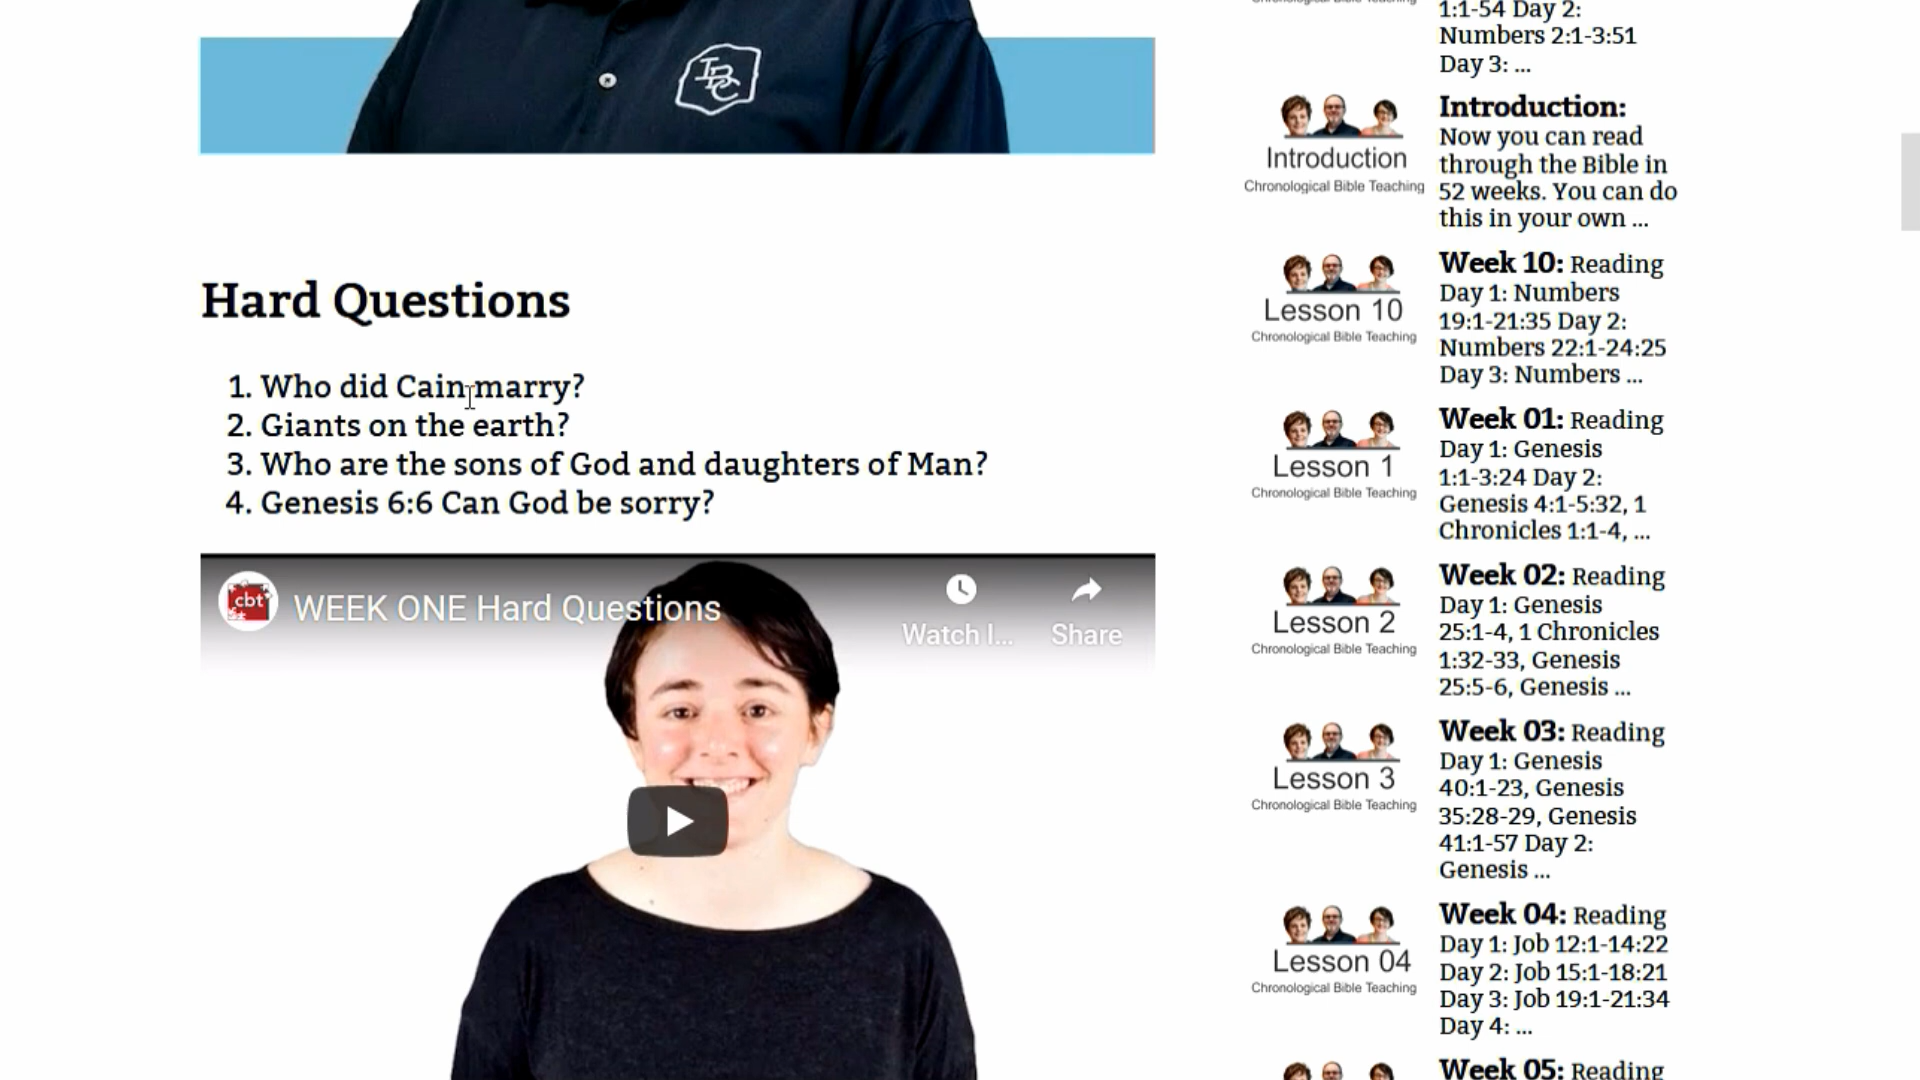 IBC
Hard Questions
1. Who did Cain marry?
2. Giants on the earth?
3. Who are the sons of God and daughters of Man?
4. Genesis 6:6 Can God be sorry?
cbt
WEEK ONE Hard Questions
Watch l...
Share
1:1-54 Day 2:
Numbers 2:1-3:51
Day 3: ...
Introduction
Chronological Bible Teaching
Introduction:
Now you can read
through the Bible in
52 weeks. You can do
this in your own ...
Lesson 10
Chronological Bible Teaching
Week 10: Reading
Day 1: Numbers
19:1-21:35 Day 2:
Numbers 22:1-24:25
Day 3: Numbers ...
Lesson 1
Chronological Bible Teaching
Week 01: Reading
Day 1: Genesis
1:1-3:24 Day 2:
Genesis 4:1-5:32, 1
Chronicles 1:1-4, ...
Lesson 2
Chronological Bible Teaching
Week 02: Reading
Day 1: Genesis
25:1-4, 1 Chronicles
1:32-33, Genesis
25:5-6, Genesis ...
Lesson 3
Chronological Bible Teaching
Week 03: Reading
Day 1: Genesis
40:1-23, Genesis
35:28-29, Genesis
41:1-57 Day 2:
Genesis ...
Lesson 04
Chronological Bible Teaching
Week 04: Reading
Day 1: Job 12:1-14:22
Day 2: Job 15:1-18:21
Day 3: Job 19:1-21:34
Day 4: ...
Week 05: Reading